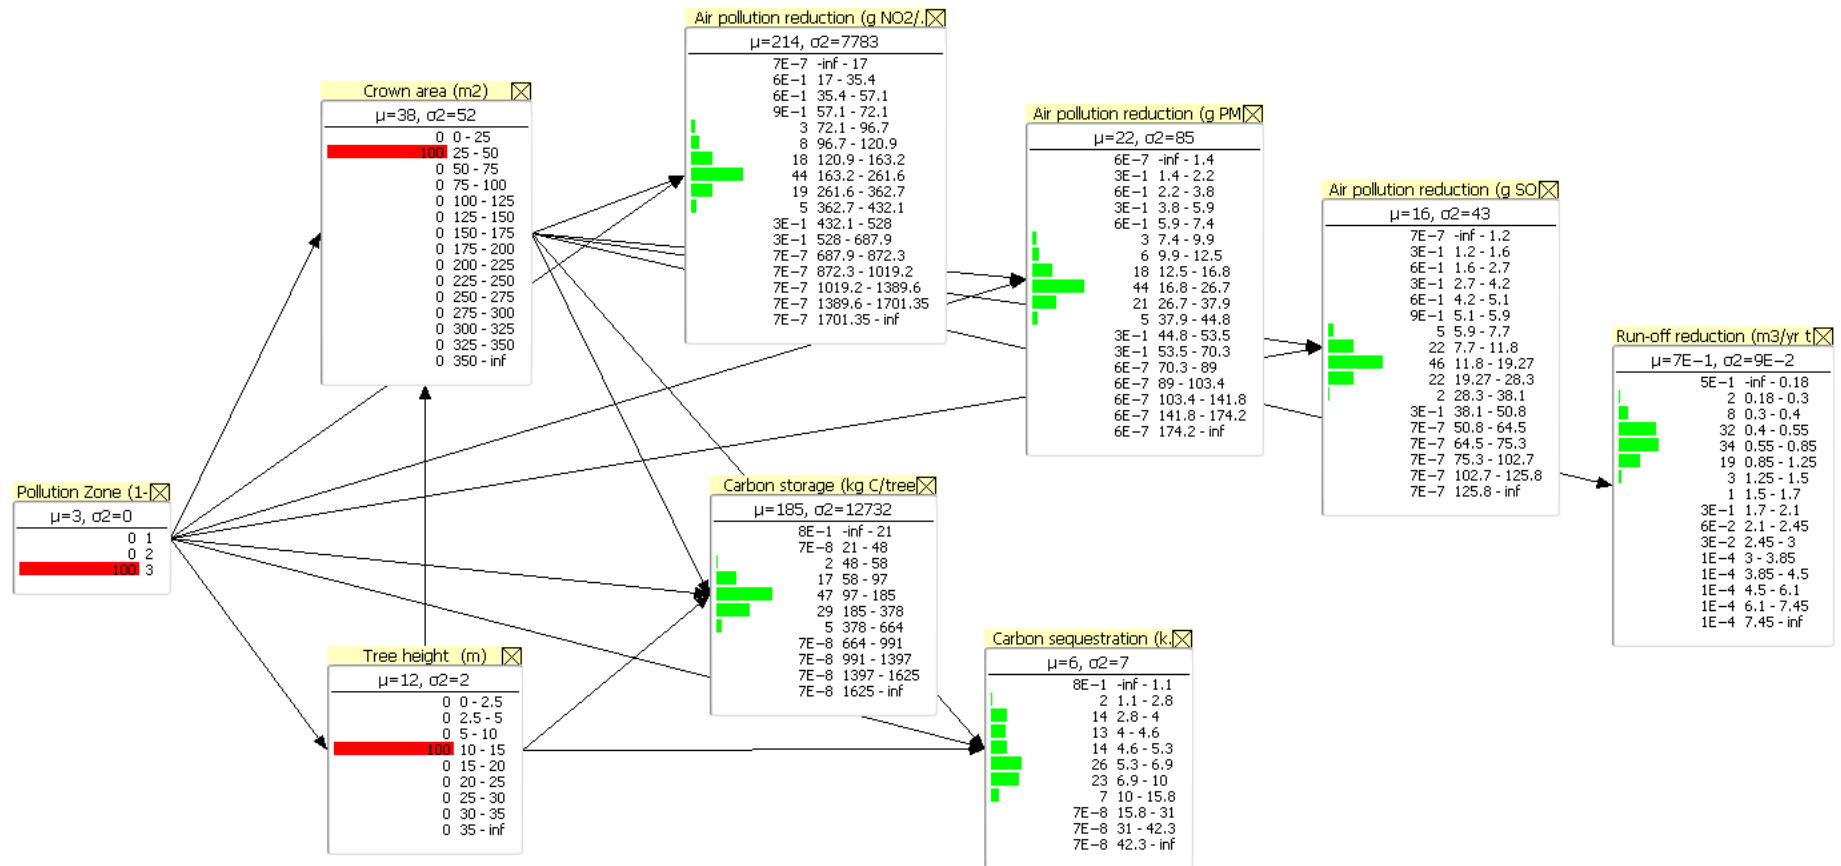 Air pollution reduction (g NO2/.
μ=214, σ2=7783
7E-7 -inf - 17
6E-1 17 - 35.4
6E-1 35.4 - 57.1
9E-1 57.1 - 72.1
3 72.1 - 96.7
8 96.7 - 120.9
18 120.9 - 163.2
44 163.2 - 261.6
19 261.6 - 362.7
5 362.7 - 432.1
3E-1 432.1 - 528
3E-1 528 - 687.9
7E-7 687.9 - 872.3
7E-7 872.3 - 1019.2
7E-7 1019.2 - 1389.6
7E-7 1389.6 - 1701.35
7E-7 1701.35 - inf
Crown area (m2)
μ=38, σ2=52
0 0 - 25
100 25 - 50
0 50 - 75
0 75 - 100
0 100 - 125
0 125 - 150
0 150 - 175
0 175 - 200
0 200 - 225
0 225 - 250
0 250 - 275
0 275 - 300
0 300 - 325
0 325 - 350
0 350 - inf
Air pollution reduction (g PM
μ=22, σ2=85
6E-7 -inf - 1.4
3E-1 1.4 - 2.2
6E-1 2.2 - 3.8
3E-1 3.8 - 5.9
6E-1 5.9 - 7.4
3 7.4 - 9.9
6 9.9 - 12.5
18 12.5 - 16.8
44 16.8 - 26.7
21 26.7 - 37.9
5 37.9 - 44.8
3E-1 44.8 - 53.5
3E-1 53.5 - 70.3
6E-7 70.3 - 89
6E-7 89 - 103.4
6E-7 103.4 - 141.8
6E-7 141.8 - 174.2
6E-7 174.2 - inf
Air pollution reduction (g SO
μ=16, σ2=43
7E-7 -inf - 1.2
3E-1 1.2 - 1.6
6E-1 1.6 - 2.7
3E-1 2.7 - 4.2
6E-1 4.2 - 5.1
9E-1 5.1 - 5.9
5 5.9 - 7.7
22 7.7 - 11.8
46 11.8 - 19.27
22 19.27 - 28.3
2 28.3 - 38.1
3E-1 38.1 - 50.8
7E-7 50.8 - 64.5
7E-7 64.5 - 75.3
7E-7 75.3 - 102.7
7E-7 102.7 - 125.8
7E-7 125.8 - inf
Run-off reduction (m3/yr t
μ=7E-1, σ2=9E-2
5E-1 -inf - 0.18
2 0.18 - 0.3
8 0.3 - 0.4
32 0.4 - 0.55
34 0.55 - 0.85
19 0.85 - 1.25
3 1.25 - 1.5
1 1.5 - 1.7
3E-1 1.7 - 2.1
6E-2 2.1 - 2.45
3E-2 2.45 - 3
1E-4 3 - 3.85
1E-4 3.85 - 4.5
1E-4 4.5 - 6.1
1E-4 6.1 - 7.45
1E-4 7.45 - inf
Pollution Zone (1-
μ=3, σ2=0
0 1
0 2
100 3
Carbon storage (kg C/tree
μ=185, σ2=12732
8E-1 -inf - 21
7E-8 21 - 48
2 48 - 58
17 58 - 97
47 97 - 185
29 185 - 378
5 378 - 664
7E-8 664 - 991
7E-8 991 - 1397
7E-8 1397 - 1625
7E-8 1625 - inf
Tree height (m)
μ=12, σ2=2
0 0 - 2.5
0 2.5 - 5
0 5 - 10
100 10 - 15
0 15 - 20
0 20 - 25
0 25 - 30
0 30 - 35
0 35 - inf
Carbon sequestration (k.
μ=6, σ2=7
8E-1 -inf - 1.1
2 1.1 - 2.8
14 2.8 - 4
13 4 - 4.6
14 4.6 - 5.3
26 5.3 - 6.9
23 6.9 - 10
7 10 - 15.8
7E-8 15.8 - 31
7E-8 31 - 42.3
7E-8 42.3 - inf